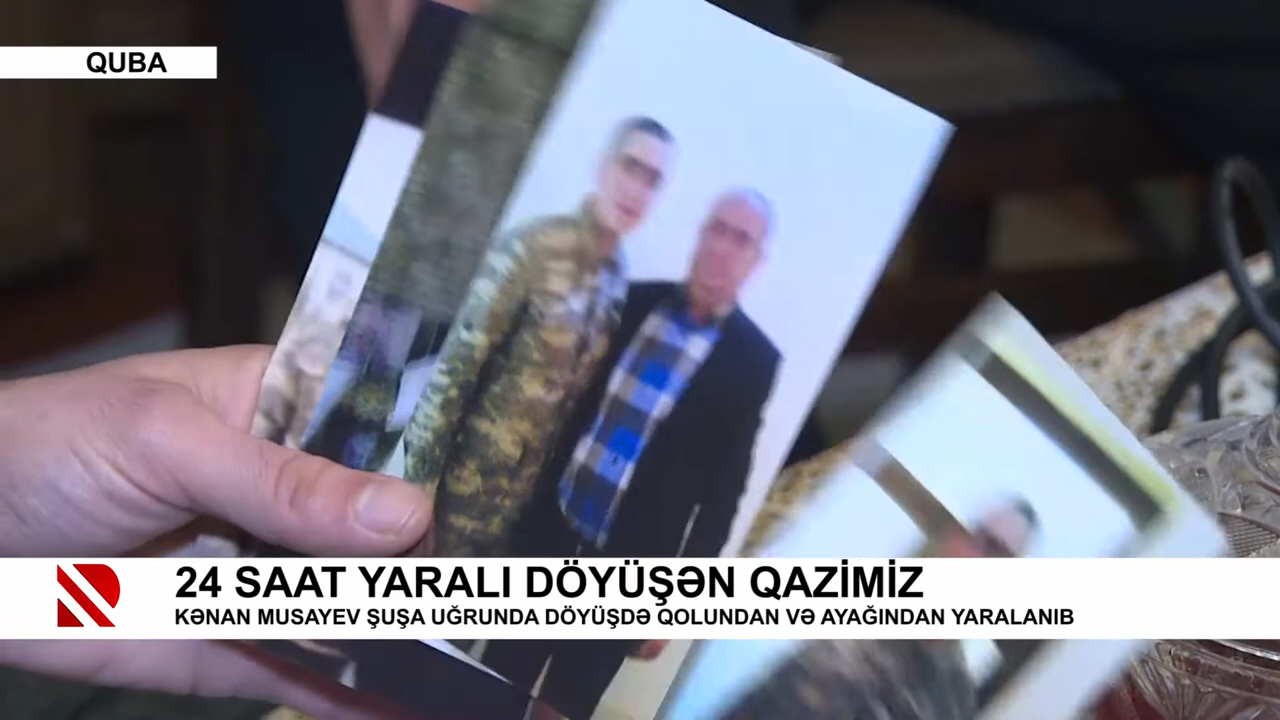 QUBA
24 SAAT YARALI DÖYÜŞƏN QAZİMİZ
KƏNAN MUSAYEV ŞUŞA UĞRUNDA DÖYÜŞDƏ QOLUNDAN VƏ AYAĞINDAN YARALANIB